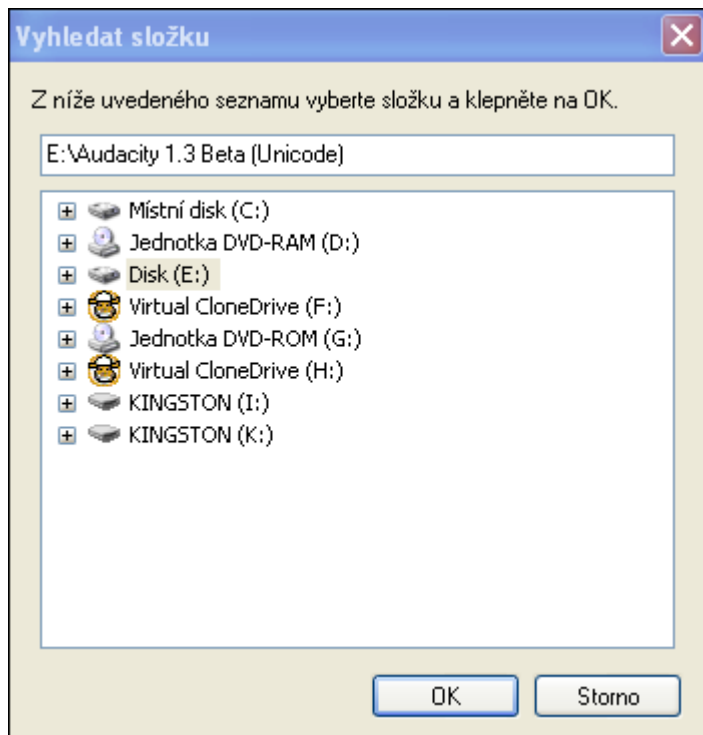 Vyhledat složku
Z níže uvedeného seznamu vyberte složku a klepněte na OK.
E:\Audacity 1.3 Beta (Unicode)
Místní disk (C:)
Jednotka DVD-RAM (D:)
Disk (E:)
Virtual CloneDrive (F:)
Jednotka DVD-ROM (G:)
Virtual CloneDrive (H:)
KINGSTON (I:)
KINGSTON (K:)
OK Storno